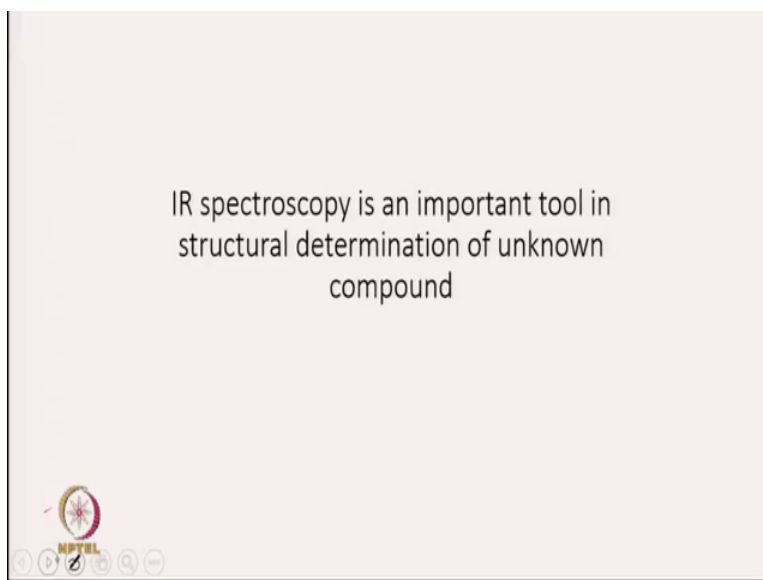 IR spectroscopy is an important tool in
structural determination of unknown
compound
NPTEL